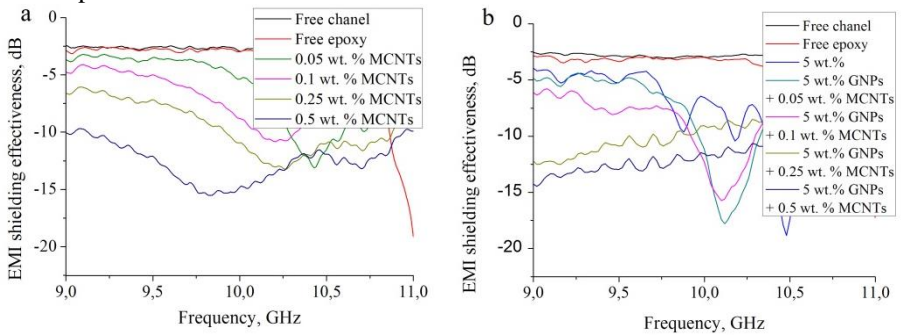 a
Free chanel
Free epoxy
0.05 wt. % MCNTs
0.1 wt. % MCNTs
0.25 wt. % MCNTs
0.5 wt. % MCNTs
EMI shielding effectiveness, dB
0
-5
-10
-15
-20
9,0 9,5 10,0 10,5 11,0
Frequency, GHz
b
Free chanel
Free epoxy
5 wt.%
5 wt.% GNPs
+ 0.05 wt. % MCNTs
5 wt.% GNPs
+ 0.1 wt. % MCNTs
5 wt.% GNPs
+ 0.25 wt. % MCNTs
5 wt.% GNPs
+ 0.5 wt. % MCNTs
EMI shielding effectiveness, dB
0
-5
-10
-15
-20
9,0 9,5 10,0 10,5 11,0
Frequency, GHz